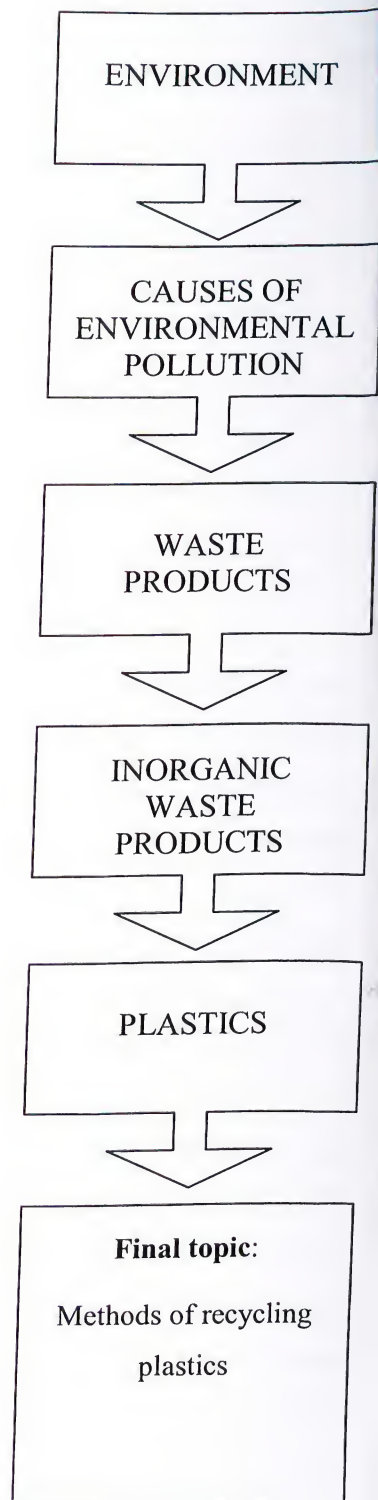 ENVIRONMENT
CAUSES OF
ENVIRONMENTAL
POLLUTION
WASTE
PRODUCTS
INORGANIC
WASTE
PRODUCTS
PLASTICS
Final topic:
Methods of recycling
plastics